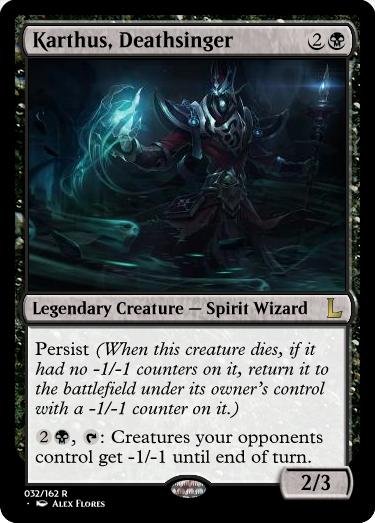 Karthus, Deathsinger 2
L
Legendary Creature — Spirit Wizard
Persist (When this creature dies, if it
had no -1/-1 counters on it, return it to
the battlefield under its owner's control
with a -1/-1 counter on it.)
2 , : Creatures your opponents
control get -1/-1 until end of turn.
2/3
032/162 R
· Alex Flores